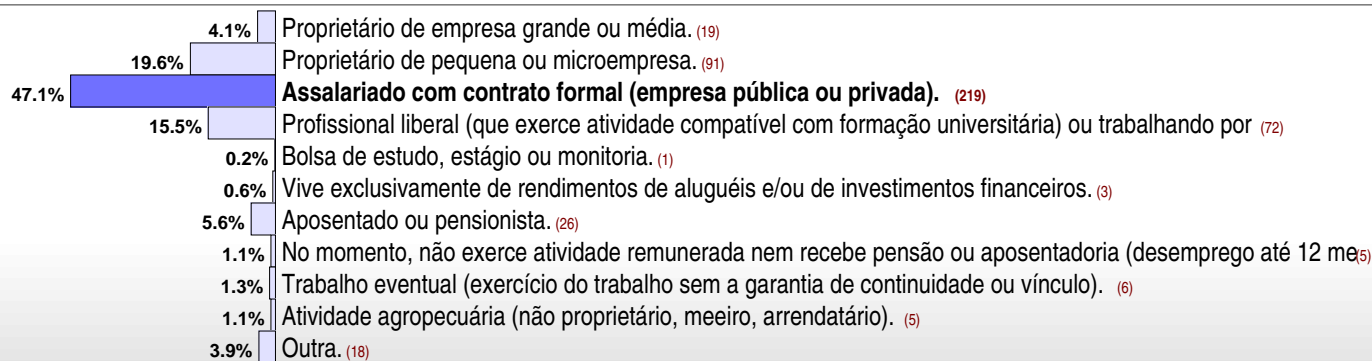 4.1% Proprietário de empresa grande ou média. (19)
19.6% Proprietário de pequena ou microempresa. (91)
47.1% Assalariado com contrato formal (empresa pública ou privada). (219)
15.5% Profissional liberal (que exerce atividade compatível com formação universitária) ou trabalhando por (72)
0.2% Bolsa de estudo, estágio ou monitoria. (1)
0.6% Vive exclusivamente de rendimentos de aluguéis e/ou de investimentos financeiros. (3)
5.6% Aposentado ou pensionista. (26)
1.1% No momento, não exerce atividade remunerada nem recebe pensão ou aposentadoria (desemprego até 12 me (5)
1.3% Trabalho eventual (exercício do trabalho sem a garantia de continuidade ou vínculo). (6)
1.1% Atividade agropecuária (não proprietário, meeiro, arrendatário). (5)
3.9% Outra. (18)